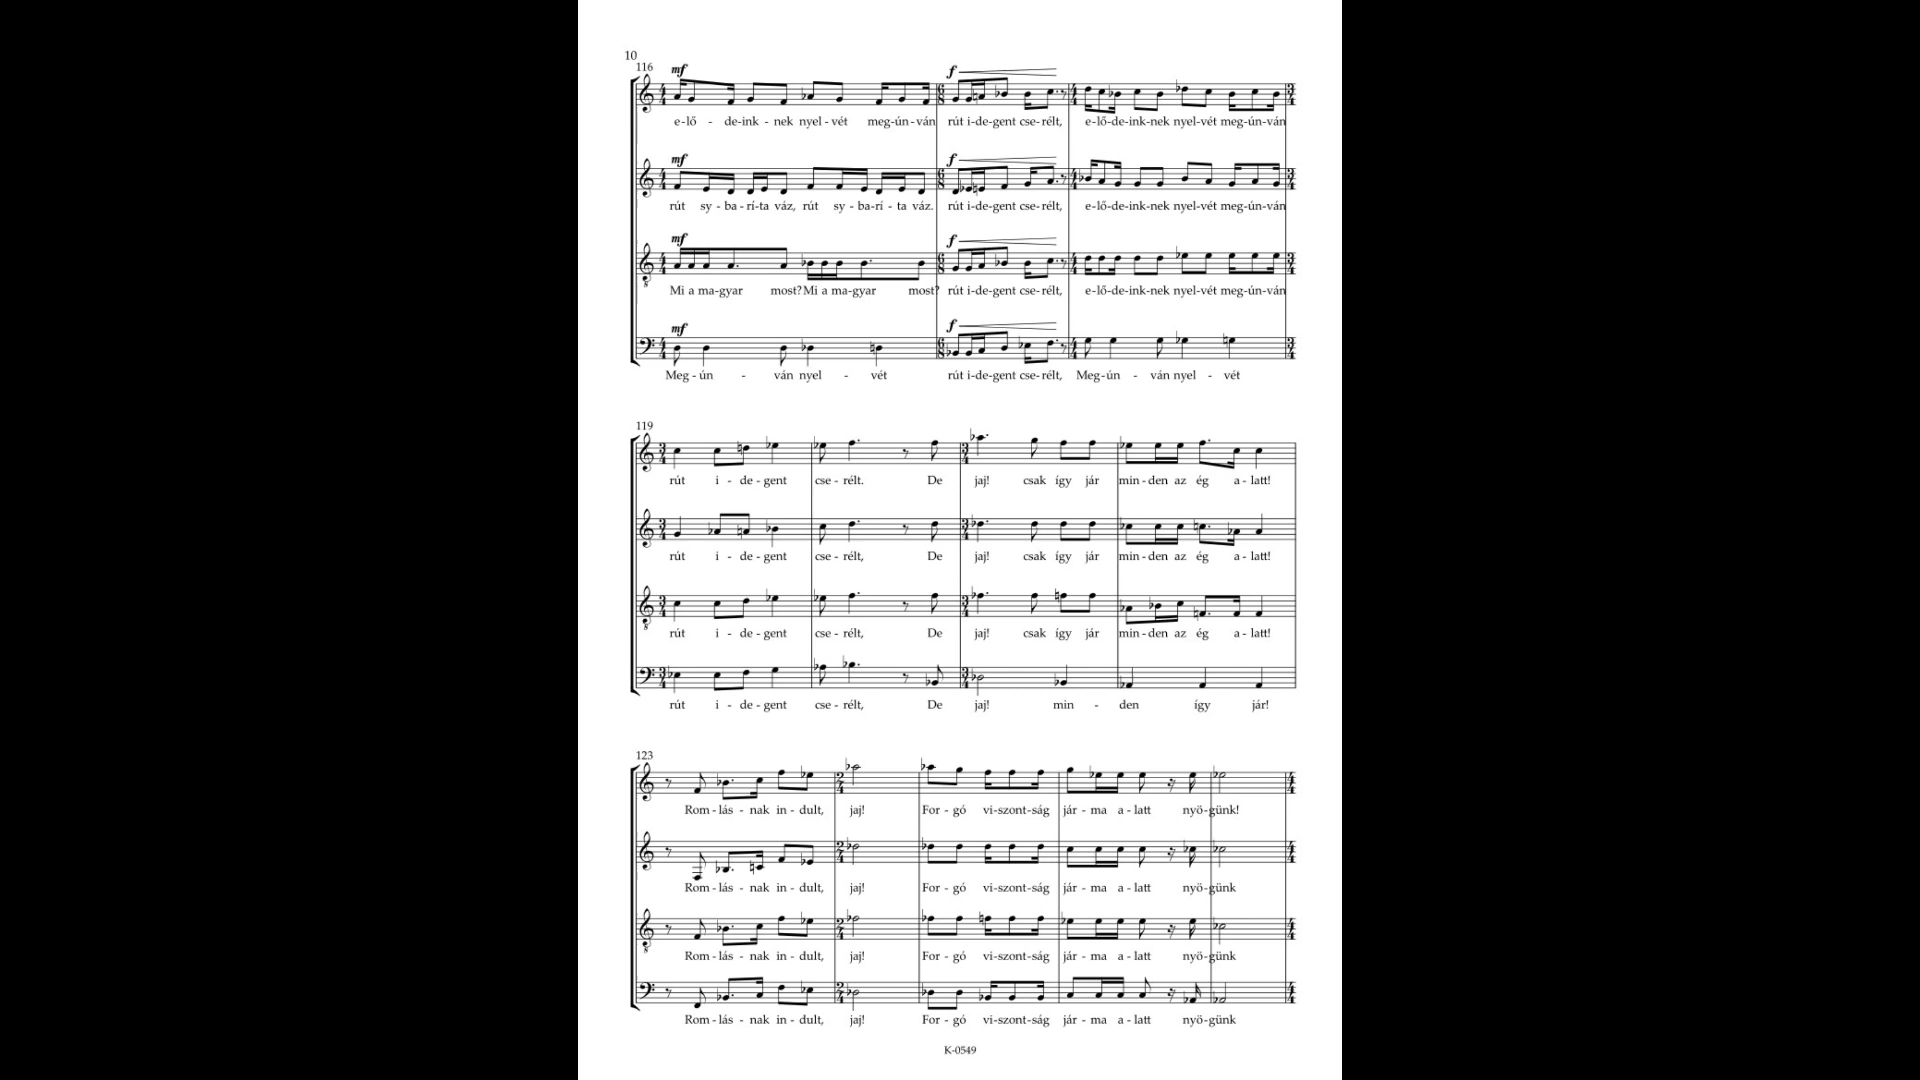 10
116
mf
e-lő - de-ink - nek nyel - vét meg-ún-ván
f
rút i-de-gent cse-rélt,
e-lő-de-ink-nek nyel-vét meg-ún-ván
mf
rút sy - ba - rí-ta váz, rút sy - ba-rí - ta váz.
f
rút i-de-gent cse-rélt,
e-lő-de-ink-nek nyel-vét meg-ún-ván
mf
Mi a ma-gyar most? Mi a ma-gyar most?
f
rút i-de-gent cse-rélt,
e-lő-de-ink-nek nyel-vét meg-ún-ván
mf
Meg - ún - ván nyel - vét
f
rút i-de-gent cse-rélt,
Meg-ún - ván nyel - vét
119
rút i - de - gent cse - rélt. De jaj! csak így jár min - den az ég a - latt!
rút i - de - gent cse - rélt, De jaj! csak így jár min - den az ég a - latt!
rút i - de - gent cse - rélt, De jaj! csak így jár min - den az ég a - latt!
rút i - de - gent cse - rélt, De jaj! min - den így jár!
123
Rom - lás - nak in - dult, jaj! For - gó vi-szont-ság jár - ma a - latt nyö-günk!
Rom - lás - nak in - dult, jaj! For - gó vi-szont-ság jár - ma a - latt nyö-günk
Rom - lás - nak in - dult, jaj! For - gó vi-szont-ság jár - ma a - latt nyö-günk
Rom - lás - nak in - dult, jaj! For - gó vi-szont-ság jár - ma a - latt nyö-günk
K-0549